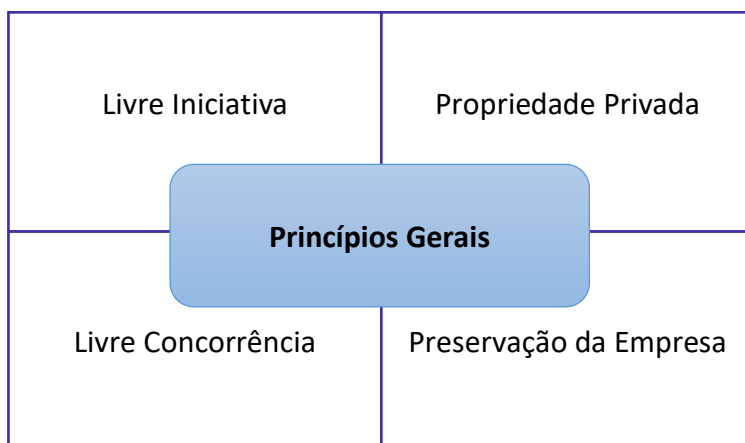 Livre Iniciativa
Propriedade Privada
Princípios Gerais
Livre Concorrência
Preservação da Empresa